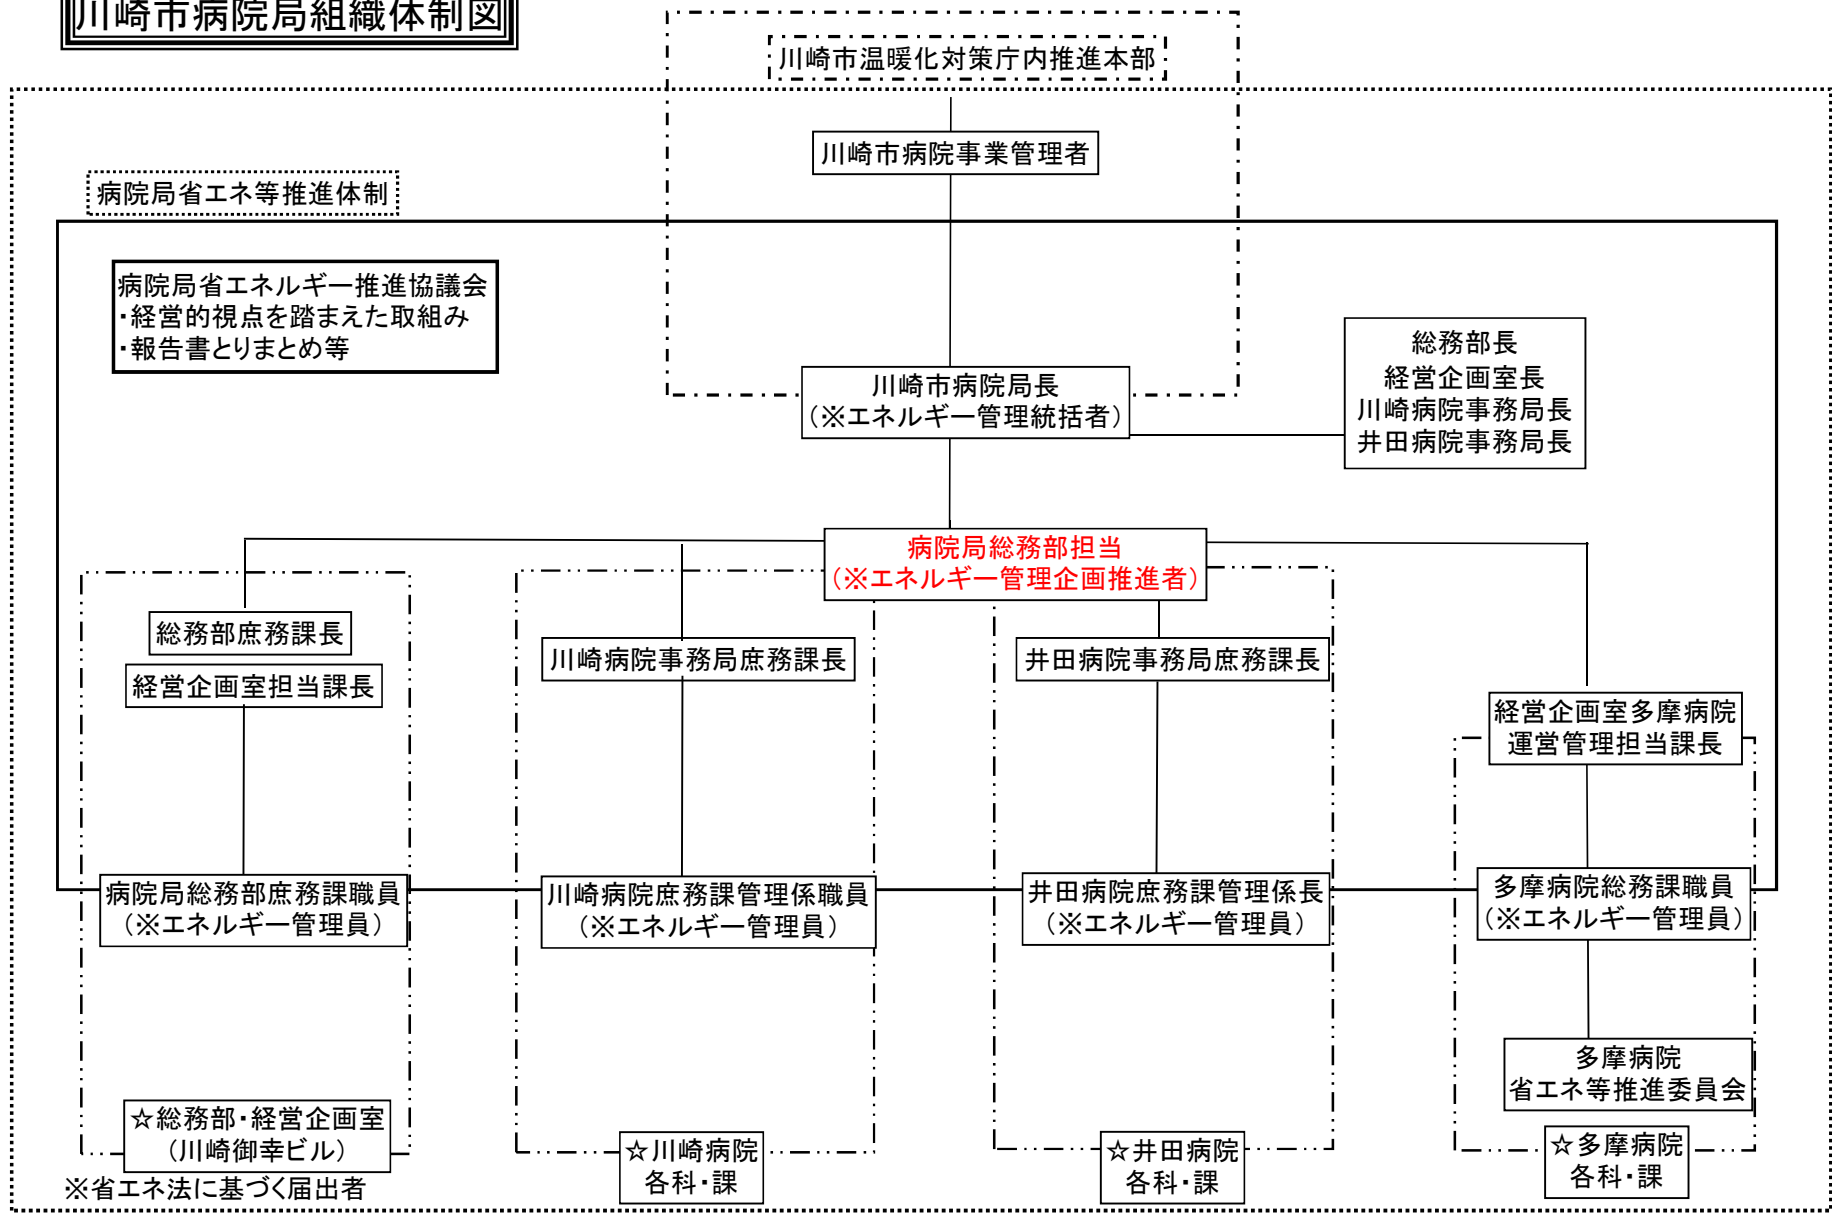 川崎市病院局組織体制図
川崎市温暖化対策庁内推進本部
川崎市病院事業管理者
病院局省エネ等推進体制
病院局省エネルギー推進協議会
・経営的視点を踏まえた取組み
・報告書とりまとめ等
川崎市病院局長
（※エネルギー管理統括者）
総務部長
経営企画室長
川崎病院事務局長
井田病院事務局長
病院局総務部担当
（※エネルギー管理企画推進者）
総務部庶務課長
経営企画室担当課長
川崎病院事務局庶務課長
井田病院事務局庶務課長
経営企画室多摩病院
運営管理担当課長
病院局総務部庶務課職員
（※エネルギー管理員）
川崎病院庶務課管理係職員
（※エネルギー管理員）
井田病院庶務課管理係長
（※エネルギー管理員）
多摩病院総務課職員
（※エネルギー管理員）
多摩病院
省エネ等推進委員会
☆総務部・経営企画室
（川崎御幸ビル）
☆川崎病院
各科・課
☆井田病院
各科・課
☆多摩病院
各科・課
※省エネ法に基づく届出者